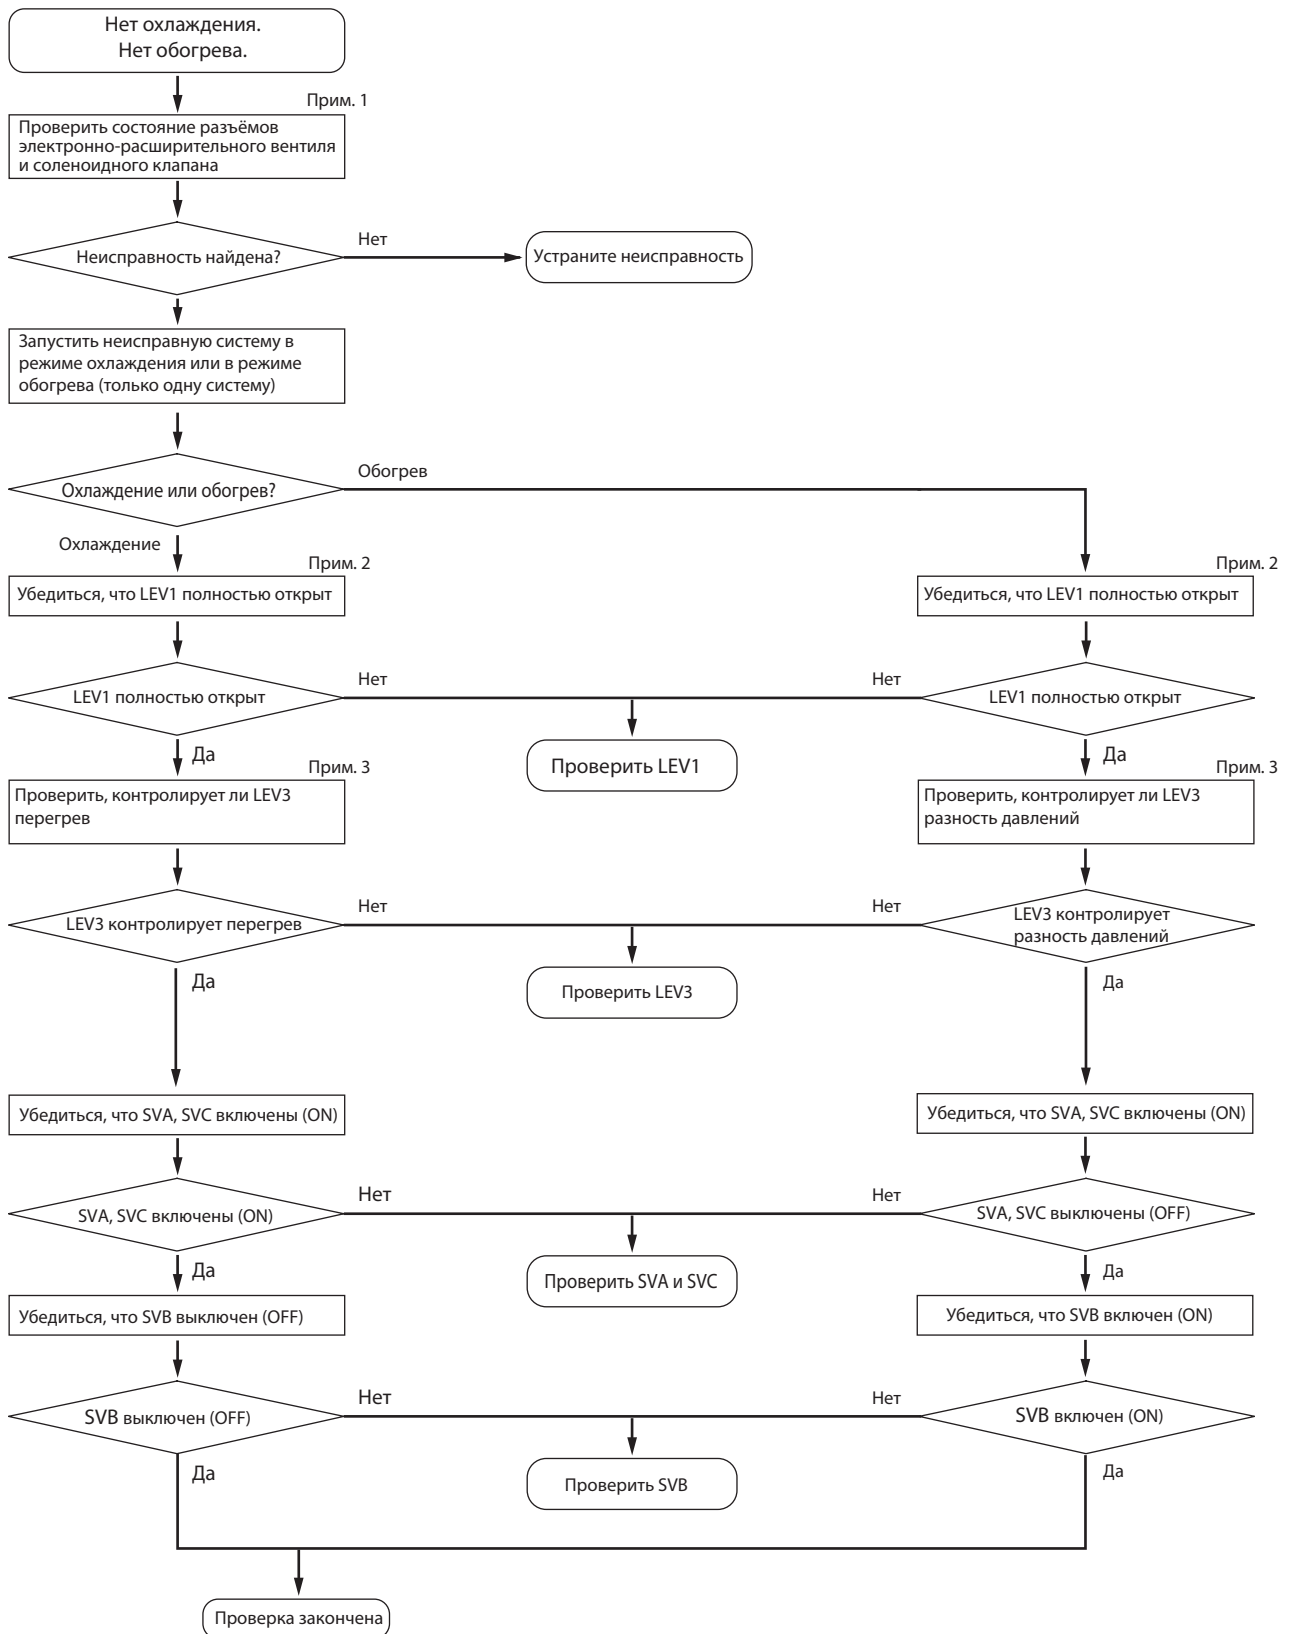 Нет охлаждения.
Нет обогрева.
Прим. 1
Проверить состояние разъёмов
электронно-расширительного вентиля
и соленоидного клапана
Неисправность найдена?
Нет
Устраните неисправность
Запустить неисправную систему в
режиме охлаждения или в режиме
обогрева (только одну систему)
Охлаждение или обогрев?
Обогрев
Охлаждение
Прим. 2
Прим. 2
Убедиться, что LEV1 полностью открыт
Убедиться, что LEV1 полностью открыт
LEV1 полностью открыт
Нет
Нет
LEV1 полностью открыт
Да
Проверить LEV1
Да
Прим. 3
Прим. 3
Проверить, контролирует ли LEV3
перегрев
Проверить, контролирует ли LEV3
разность давлений
LEV3 контролирует перегрев
Нет
Нет
LEV3 контролирует
разность давлений
Да
Проверить LEV3
Да
Убедиться, что SVA, SVC включены (ON)
Убедиться, что SVA, SVC включены (ON)
SVA, SVC включены (ON)
Нет
Нет
SVA, SVC выключены (OFF)
Да
Проверить SVA и SVC
Да
Убедиться, что SVB выключен (OFF)
Убедиться, что SVB включен (ON)
SVB выключен (OFF)
Нет
Нет
SVB включен (ON)
Да
Проверить SVB
Да
Проверка закончена